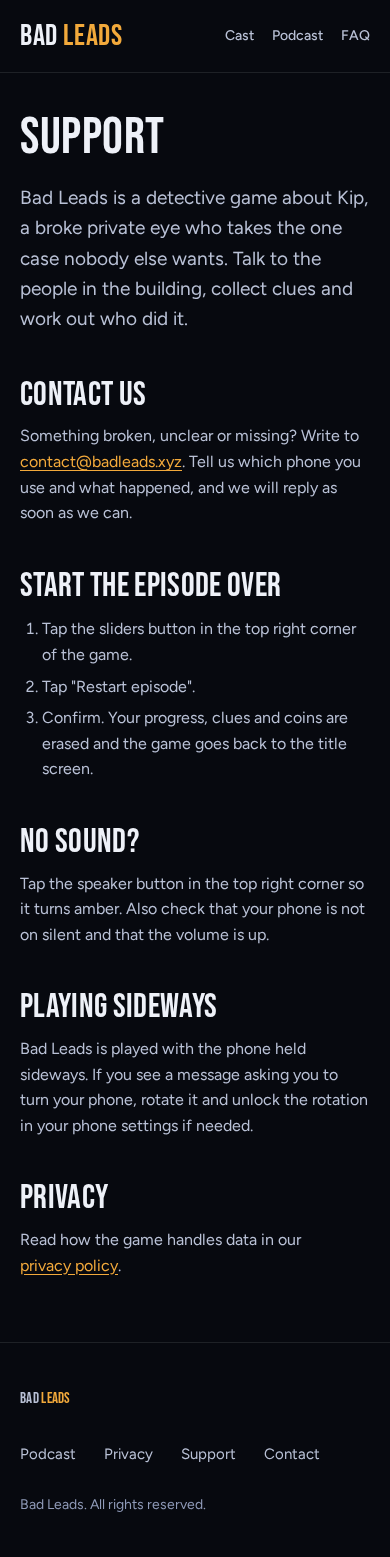 BAD LEADS
Cast Podcast FAQ
SUPPORT
Bad Leads is a detective game about Kip,
a broke private eye who takes the one
case nobody else wants. Talk to the
people in the building, collect clues and
work out who did it.
CONTACT US
Something broken, unclear or missing? Write to
contact@badleads.xyz. Tell us which phone you
use and what happened, and we will reply as
soon as we can.
START THE EPISODE OVER
1. Tap the sliders button in the top right corner
of the game.
2. Tap "Restart episode".
3. Confirm. Your progress, clues and coins are
erased and the game goes back to the title
screen.
NO SOUND?
Tap the speaker button in the top right corner so
it turns amber. Also check that your phone is not
on silent and that the volume is up.
PLAYING SIDEWAYS
Bad Leads is played with the phone held
sideways. If you see a message asking you to
turn your phone, rotate it and unlock the rotation
in your phone settings if needed.
PRIVACY
Read how the game handles data in our
privacy policy.
BAD LEADS
Podcast Privacy Support Contact
Bad Leads. All rights reserved.